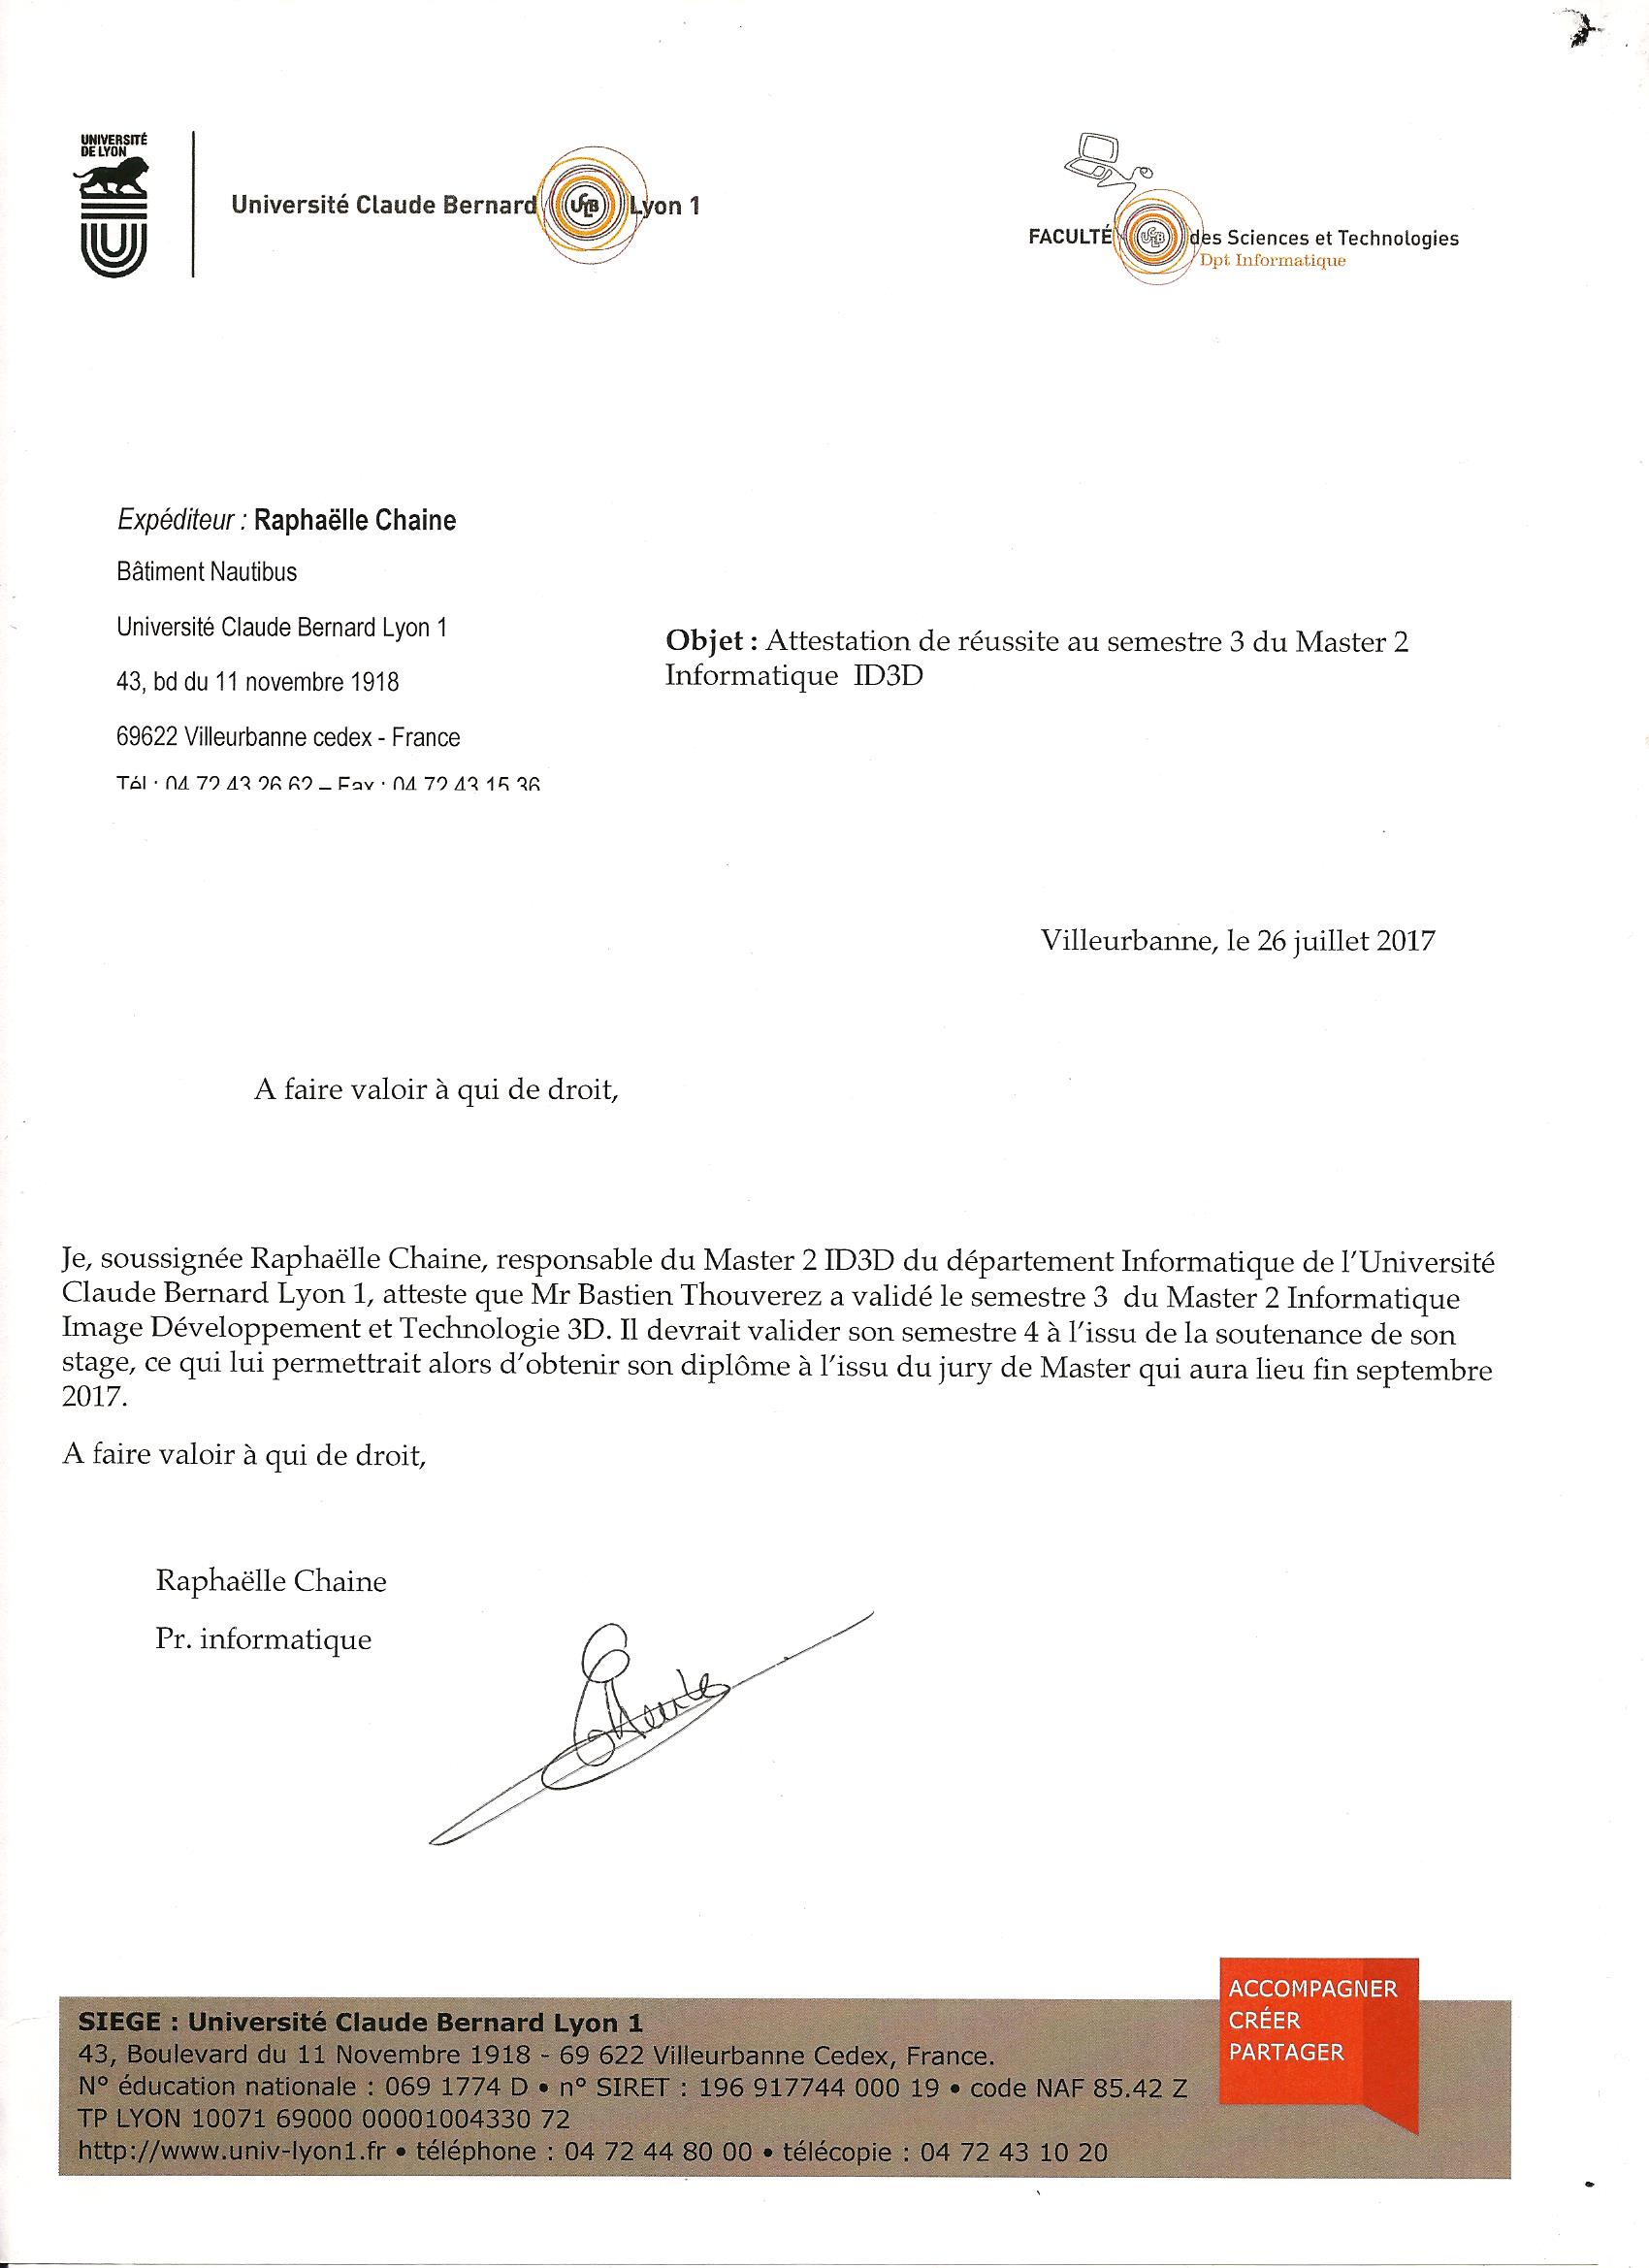 UNIVERSITÉ
DE LYON
Université Claude Bernard UCLB Lyon 1
FACULTÉ UCLB des Sciences et Technologies
Dpt Informatique
Expéditeur : Raphaëlle Chaine
Bâtiment Nautibus
Université Claude Bernard Lyon 1
43, bd du 11 novembre 1918
69622 Villeurbanne cedex - France
Tél : 04 72 43 26 62 – Fax : 04 72 43 15 36
Objet : Attestation de réussite au semestre 3 du Master 2
Informatique ID3D
Villeurbanne, le 26 juillet 2017
A faire valoir à qui de droit,
Je, soussignée Raphaëlle Chaine, responsable du Master 2 ID3D du département Informatique de l'Université
Claude Bernard Lyon 1, atteste que Mr Bastien Thouverez a validé le semestre 3 du Master 2 Informatique
Image Développement et Technologie 3D. Il devrait valider son semestre 4 à l'issu de la soutenance de son
stage, ce qui lui permettrait alors d'obtenir son diplôme à l'issu du jury de Master qui aura lieu fin septembre
2017.
A faire valoir à qui de droit,
Raphaëlle Chaine
Pr. informatique
ACCOMPAGNER
CRÉER
PARTAGER
SIEGE : Université Claude Bernard Lyon 1
43, Boulevard du 11 Novembre 1918 - 69 622 Villeurbanne Cedex, France.
N° éducation nationale : 069 1774 D • n° SIRET : 196 917744 000 19 • code NAF 85.42 Z
TP LYON 10071 69000 00001004330 72
http://www.univ-lyon1.fr • téléphone : 04 72 44 80 00 • télécopie : 04 72 43 10 20